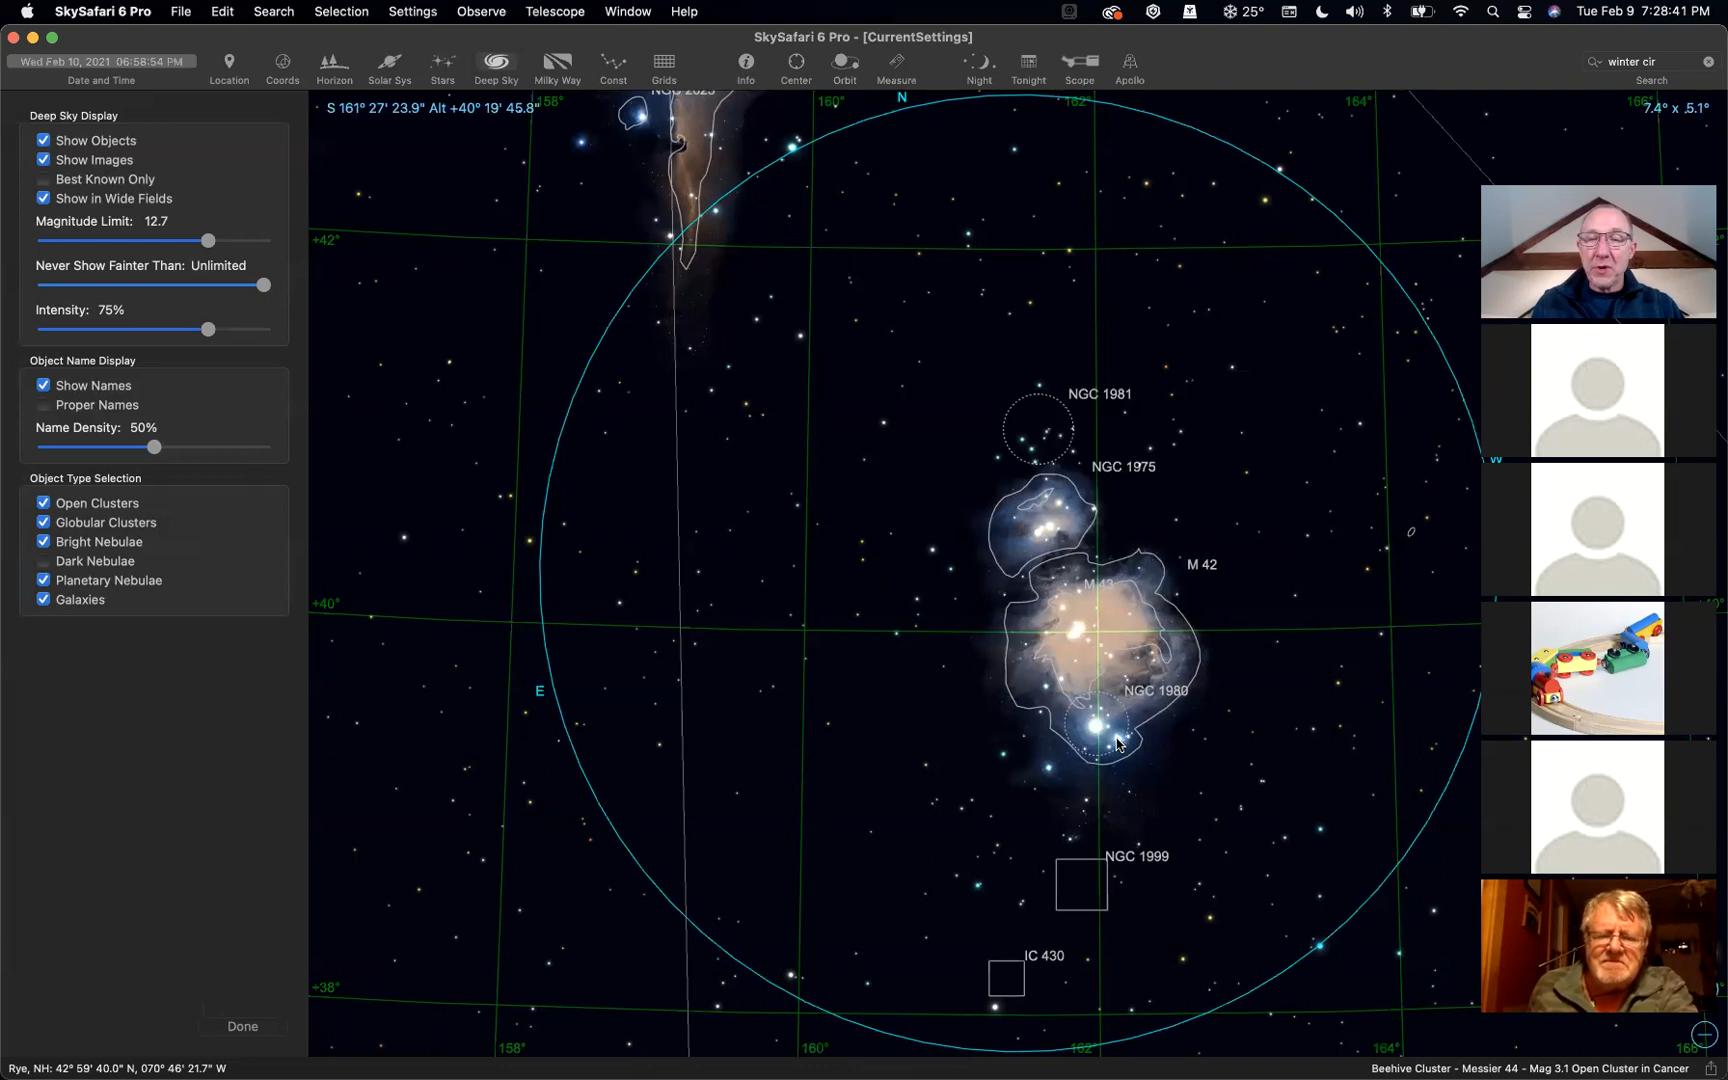 SkySafari 6 Pro File Edit Search Selection Settings Observe Telescope Window Help 25° Tue Feb 9 7:28:41 PM
SkySafari 6 Pro - [CurrentSettings]
Wed Feb 10, 2021 06:58:54 PM
winter cir
Date and Time Location Coords Horizon Solar Sys Stars Deep Sky Milky Way Const Grids Info Center Orbit Measure Night Tonight Scope Apollo Search
S 161° 27' 23.9" Alt +40° 19' 45.8"
7.4° x 5.1°
158° 160° 162° 164° 166°
N
Deep Sky Display
Show Objects
Show Images
Best Known Only
Show in Wide Fields
Magnitude Limit: 12.7
Never Show Fainter Than: Unlimited
Intensity: 75%
Object Name Display
Show Names
Proper Names
Name Density: 50%
Object Type Selection
Open Clusters
Globular Clusters
Bright Nebulae
Dark Nebulae
Planetary Nebulae
Galaxies
Done
+42°
NGC 1981
W
NGC 1975
M 42
M 43
+40°
E
NGC 1980
NGC 1999
IC 430
+38°
158° 160° 162° 164°
Rye, NH: 42° 59' 40.0" N, 070° 46' 21.7" W
Beehive Cluster - Messier 44 - Mag 3.1 Open Cluster in Cancer